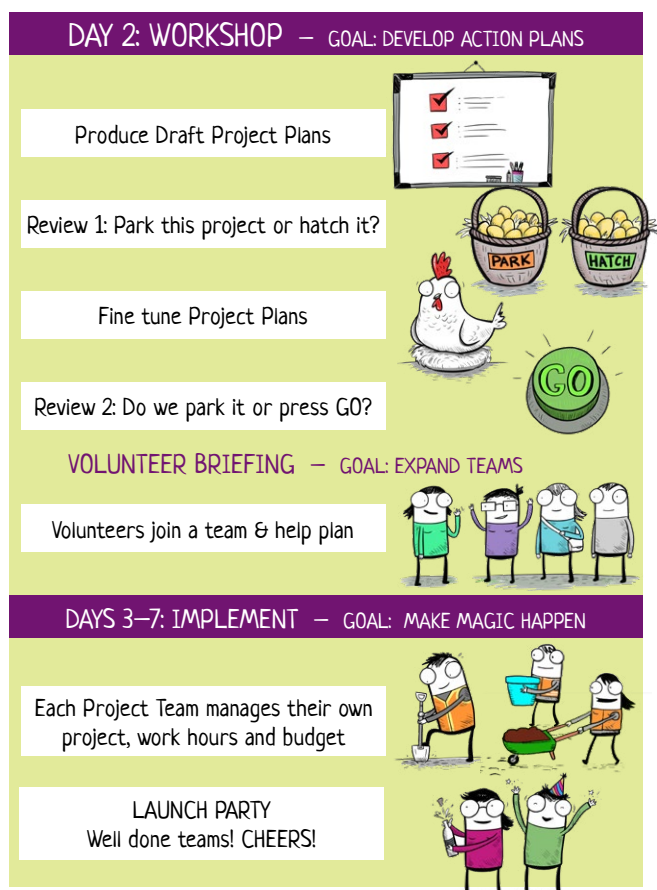 DAY 2: WORKSHOP – GOAL: DEVELOP ACTION PLANS
Produce Draft Project Plans
Review 1: Park this project or hatch it?
PARK
HATCH
Fine tune Project Plans
GO
Review 2: Do we park it or press GO?
VOLUNTEER BRIEFING – GOAL: EXPAND TEAMS
Volunteers join a team & help plan
DAYS 3–7: IMPLEMENT – GOAL: MAKE MAGIC HAPPEN
Each Project Team manages their own
project, work hours and budget
LAUNCH PARTY
Well done teams! CHEERS!